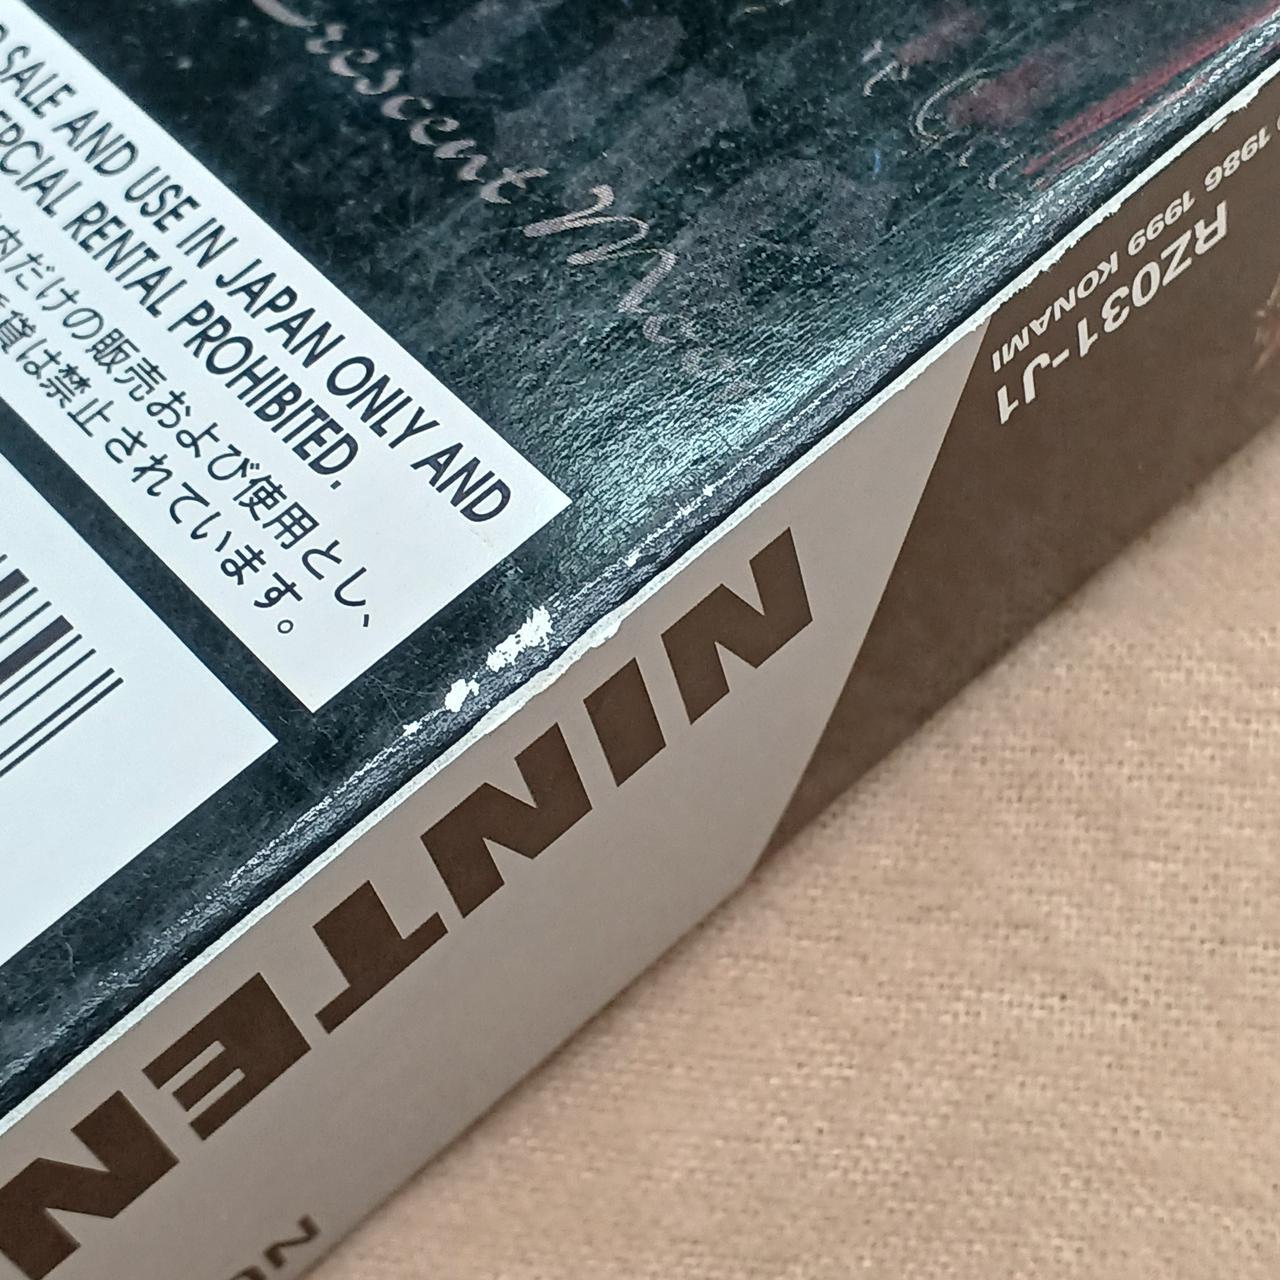 Crescent Moon
SALE AND USE IN JAPAN ONLY AND
RENTAL PROHIBITED.
内だけの販売および使用とし、
貸は禁止されています。
RZ031-J1
1986 1999 KONAMI
NINTEN